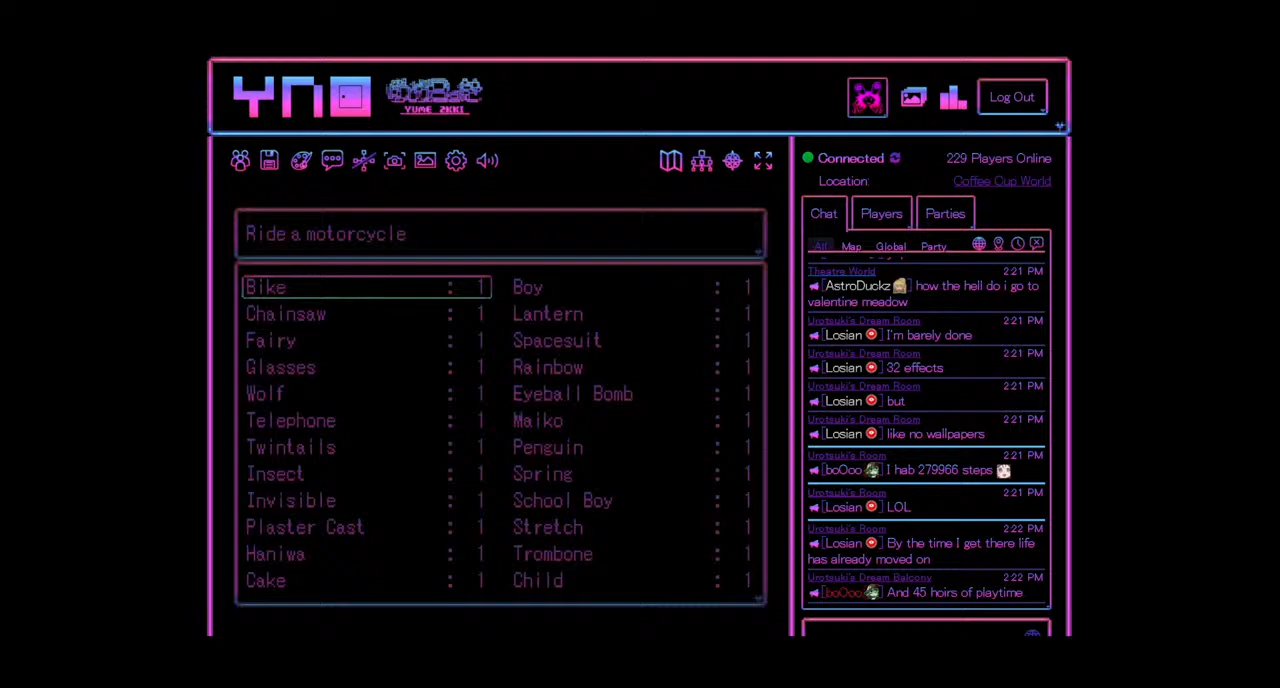 YNO
YUME 2KKI
Log Out
Connected
229 Players Online
Location:
Coffee Cup World
Chat
Players
Parties
All
Map
Global
Party
Ride a motorcycle
Bike : 1
Boy : 1
Chainsaw : 1
Lantern : 1
Fairy : 1
Spacesuit : 1
Glasses : 1
Rainbow : 1
Wolf : 1
Eyeball Bomb : 1
Telephone : 1
Maiko : 1
Twintails : 1
Penguin : 1
Insect : 1
Spring : 1
Invisible : 1
School Boy : 1
Plaster Cast : 1
Stretch : 1
Haniwa : 1
Trombone : 1
Cake : 1
Child : 1
Theatre World 2:21 PM
[AstroDuckz] how the hell do i go to
valentine meadow
Urotsuki's Dream Room 2:21 PM
[Losian] I'm barely done
Urotsuki's Dream Room 2:21 PM
[Losian] 32 effects
Urotsuki's Dream Room 2:21 PM
[Losian] but
Urotsuki's Dream Room 2:21 PM
[Losian] like no wallpapers
Urotsuki's Room 2:21 PM
[boOoo] I hab 279966 steps
Urotsuki's Room 2:21 PM
[Losian] LOL
Urotsuki's Room 2:22 PM
[Losian] By the time I get there life
has already moved on
Urotsuki's Dream Balcony 2:22 PM
[boOoo] And 45 hoirs of playtime